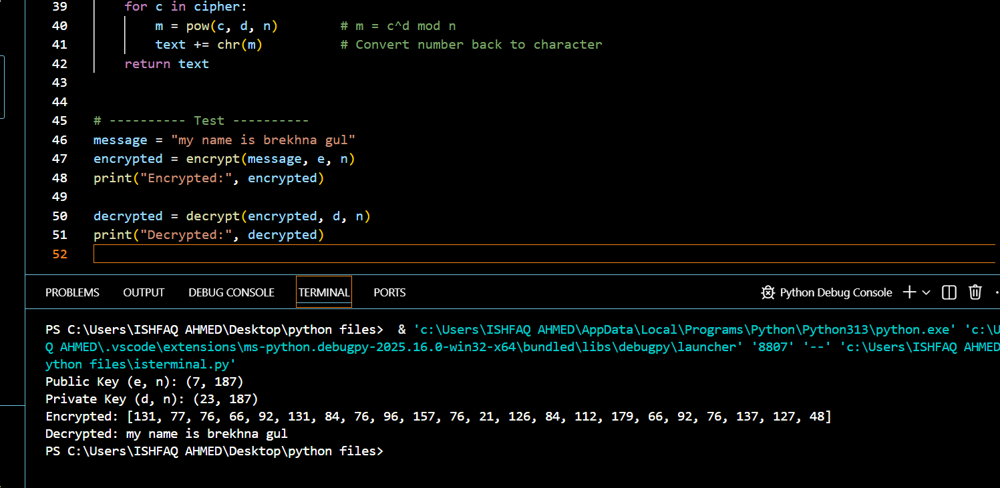 39 for c in cipher:
40 m = pow(c, d, n) # m = c^d mod n
41 text += chr(m) # Convert number back to character
42 return text
43
44
45 # ---------- Test ----------
46 message = "my name is brekhna gul"
47 encrypted = encrypt(message, e, n)
48 print("Encrypted:", encrypted)
49
50 decrypted = decrypt(encrypted, d, n)
51 print("Decrypted:", decrypted)
52
PROBLEMS OUTPUT DEBUG CONSOLE TERMINAL PORTS Python Debug Console
PS C:\Users\ISHFAQ AHMED\Desktop\python files> & 'c:\Users\ISHFAQ AHMED\AppData\Local\Programs\Python\Python313\python.exe' 'c:\U
Q AHMED\.vscode\extensions\ms-python.debugpy-2025.16.0-win32-x64\bundled\libs\debugpy\launcher' '8807' '--' 'c:\Users\ISHFAQ AHMED
ython files\isterminal.py'
Public Key (e, n): (7, 187)
Private Key (d, n): (23, 187)
Encrypted: [131, 77, 76, 66, 92, 131, 84, 76, 96, 157, 76, 21, 126, 84, 112, 179, 66, 92, 76, 137, 127, 48]
Decrypted: my name is brekhna gul
PS C:\Users\ISHFAQ AHMED\Desktop\python files>